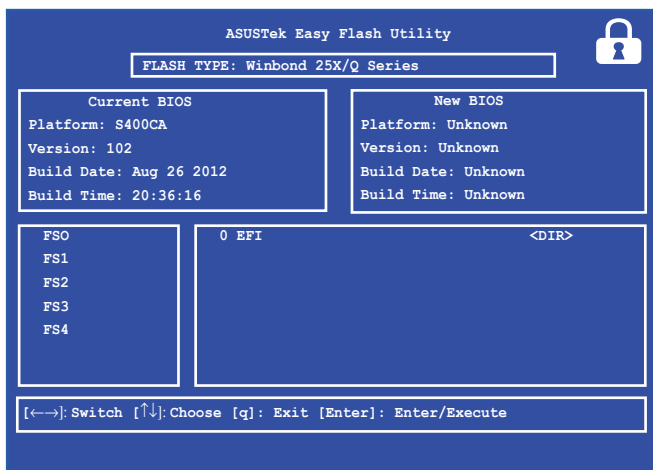 ASUSTek Easy Flash Utility
FLASH TYPE: Winbond 25X/Q Series
Current BIOS
Platform: S400CA
Version: 102
Build Date: Aug 26 2012
Build Time: 20:36:16
New BIOS
Platform: Unknown
Version: Unknown
Build Date: Unknown
Build Time: Unknown
FSO
FS1
FS2
FS3
FS4
0 EFI <DIR>
[←→]: Switch [↑↓]: Choose [q]: Exit [Enter]: Enter/Execute